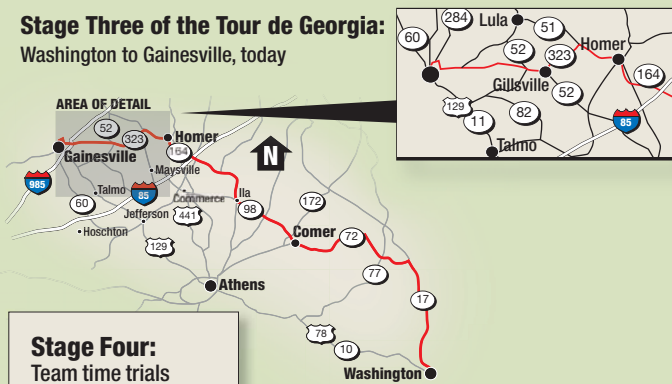 Stage Three of the Tour de Georgia:
Washington to Gainesville, today
284
Lula
51
60
52
323
Homer
164
Gillsville
52
129
11
82
85
Talmo
AREA OF DETAIL
52
323
Homer
N
Gainesville
164
985
Maysville
Talmo
85
Commerce
Ila
60
Jefferson
441
98
172
Hoschton
129
Comer
72
77
Athens
17
78
10
Washington
Stage Four:
Team time trials